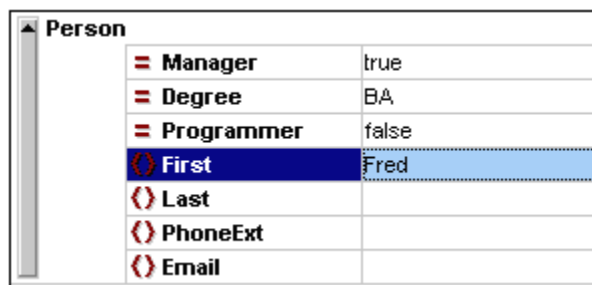 Person
= Manager true
= Degree BA
= Programmer false
() First Fred
() Last
() PhoneExt
() Email